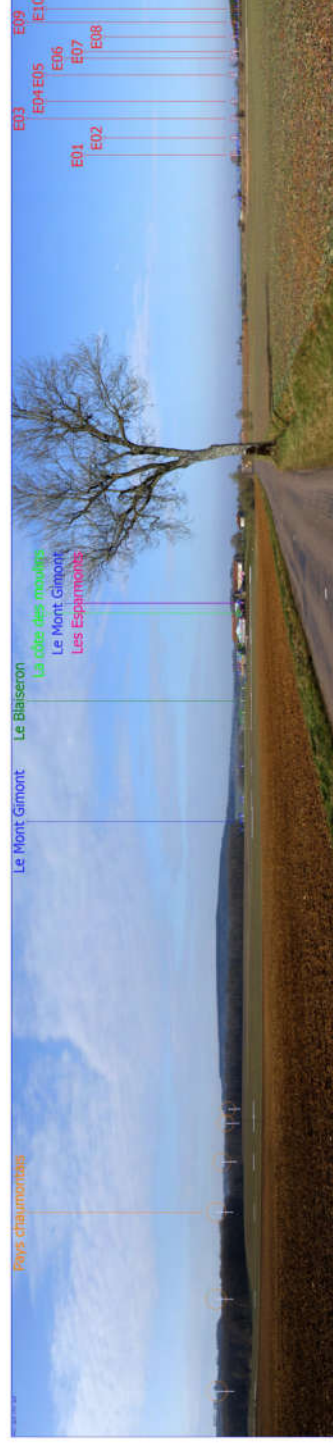 Pays chaumontais
Le Mont Gimont
Le Blaiseron
La côte des moulins
Le Mont Gimont
Les Esparmonts
E01
E02
E03
E04
E05
E06
E07
E08
E09
E10